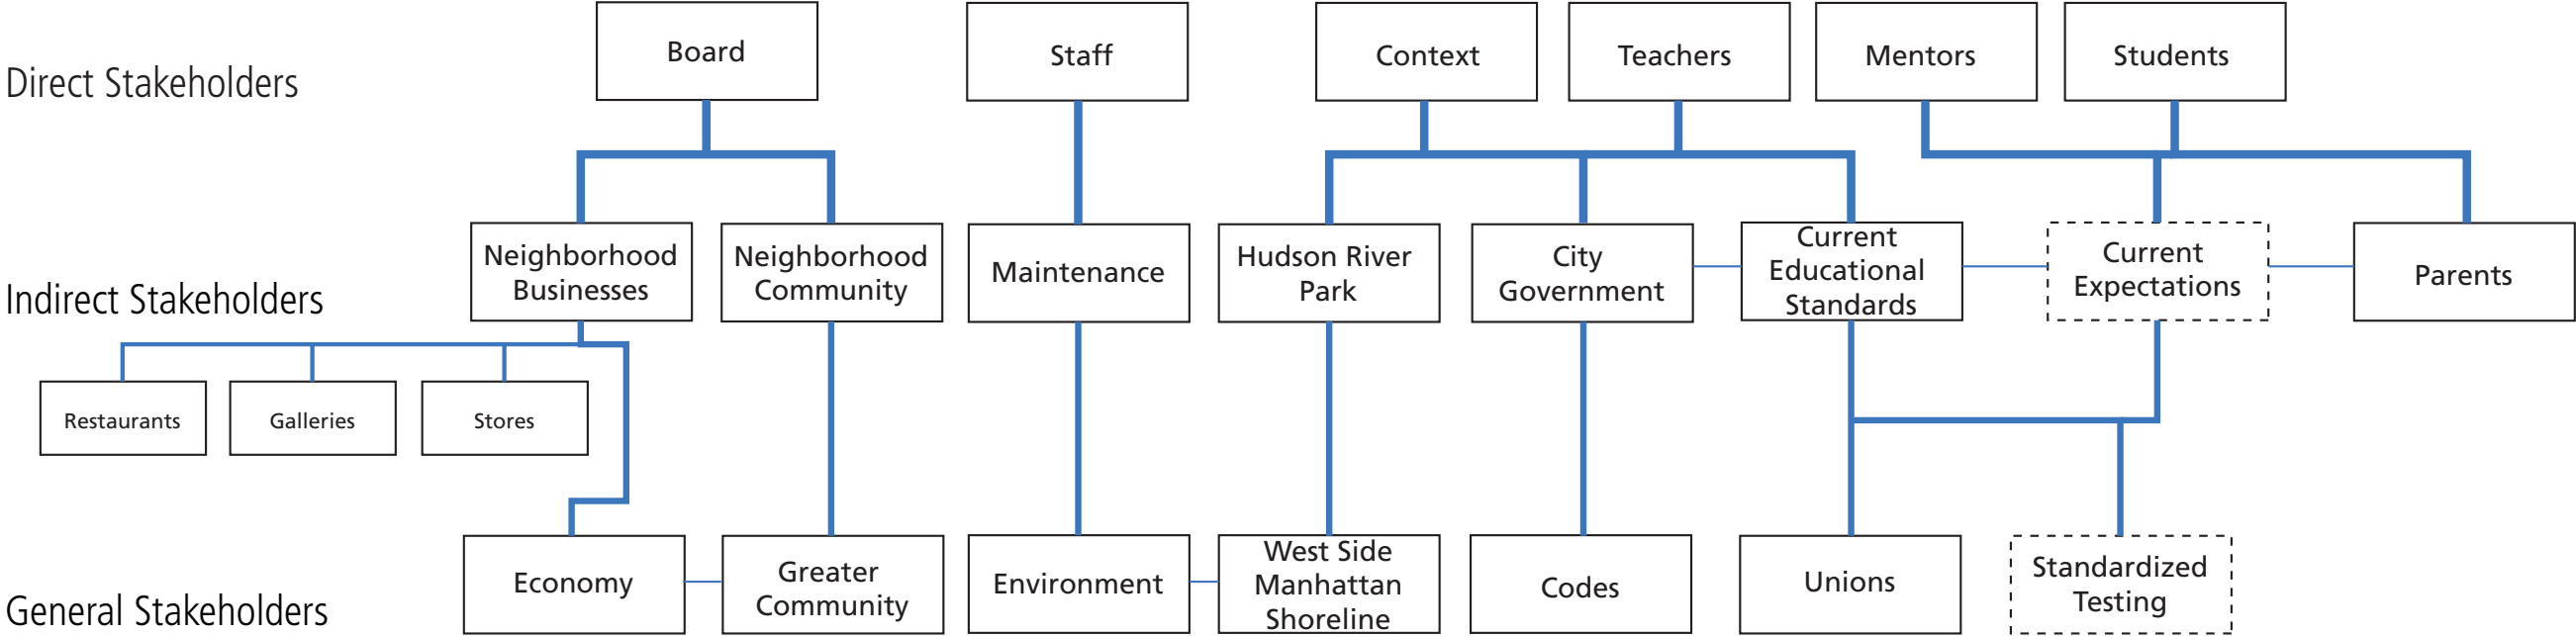 Direct Stakeholders
Board
Staff
Context
Teachers
Mentors
Students
Indirect Stakeholders
Neighborhood
Businesses
Neighborhood
Community
Maintenance
Hudson River
Park
City
Government
Current
Educational
Standards
Current
Expectations
Parents
Restaurants
Galleries
Stores
General Stakeholders
Economy
Greater
Community
Environment
West Side
Manhattan
Shoreline
Codes
Unions
Standardized
Testing